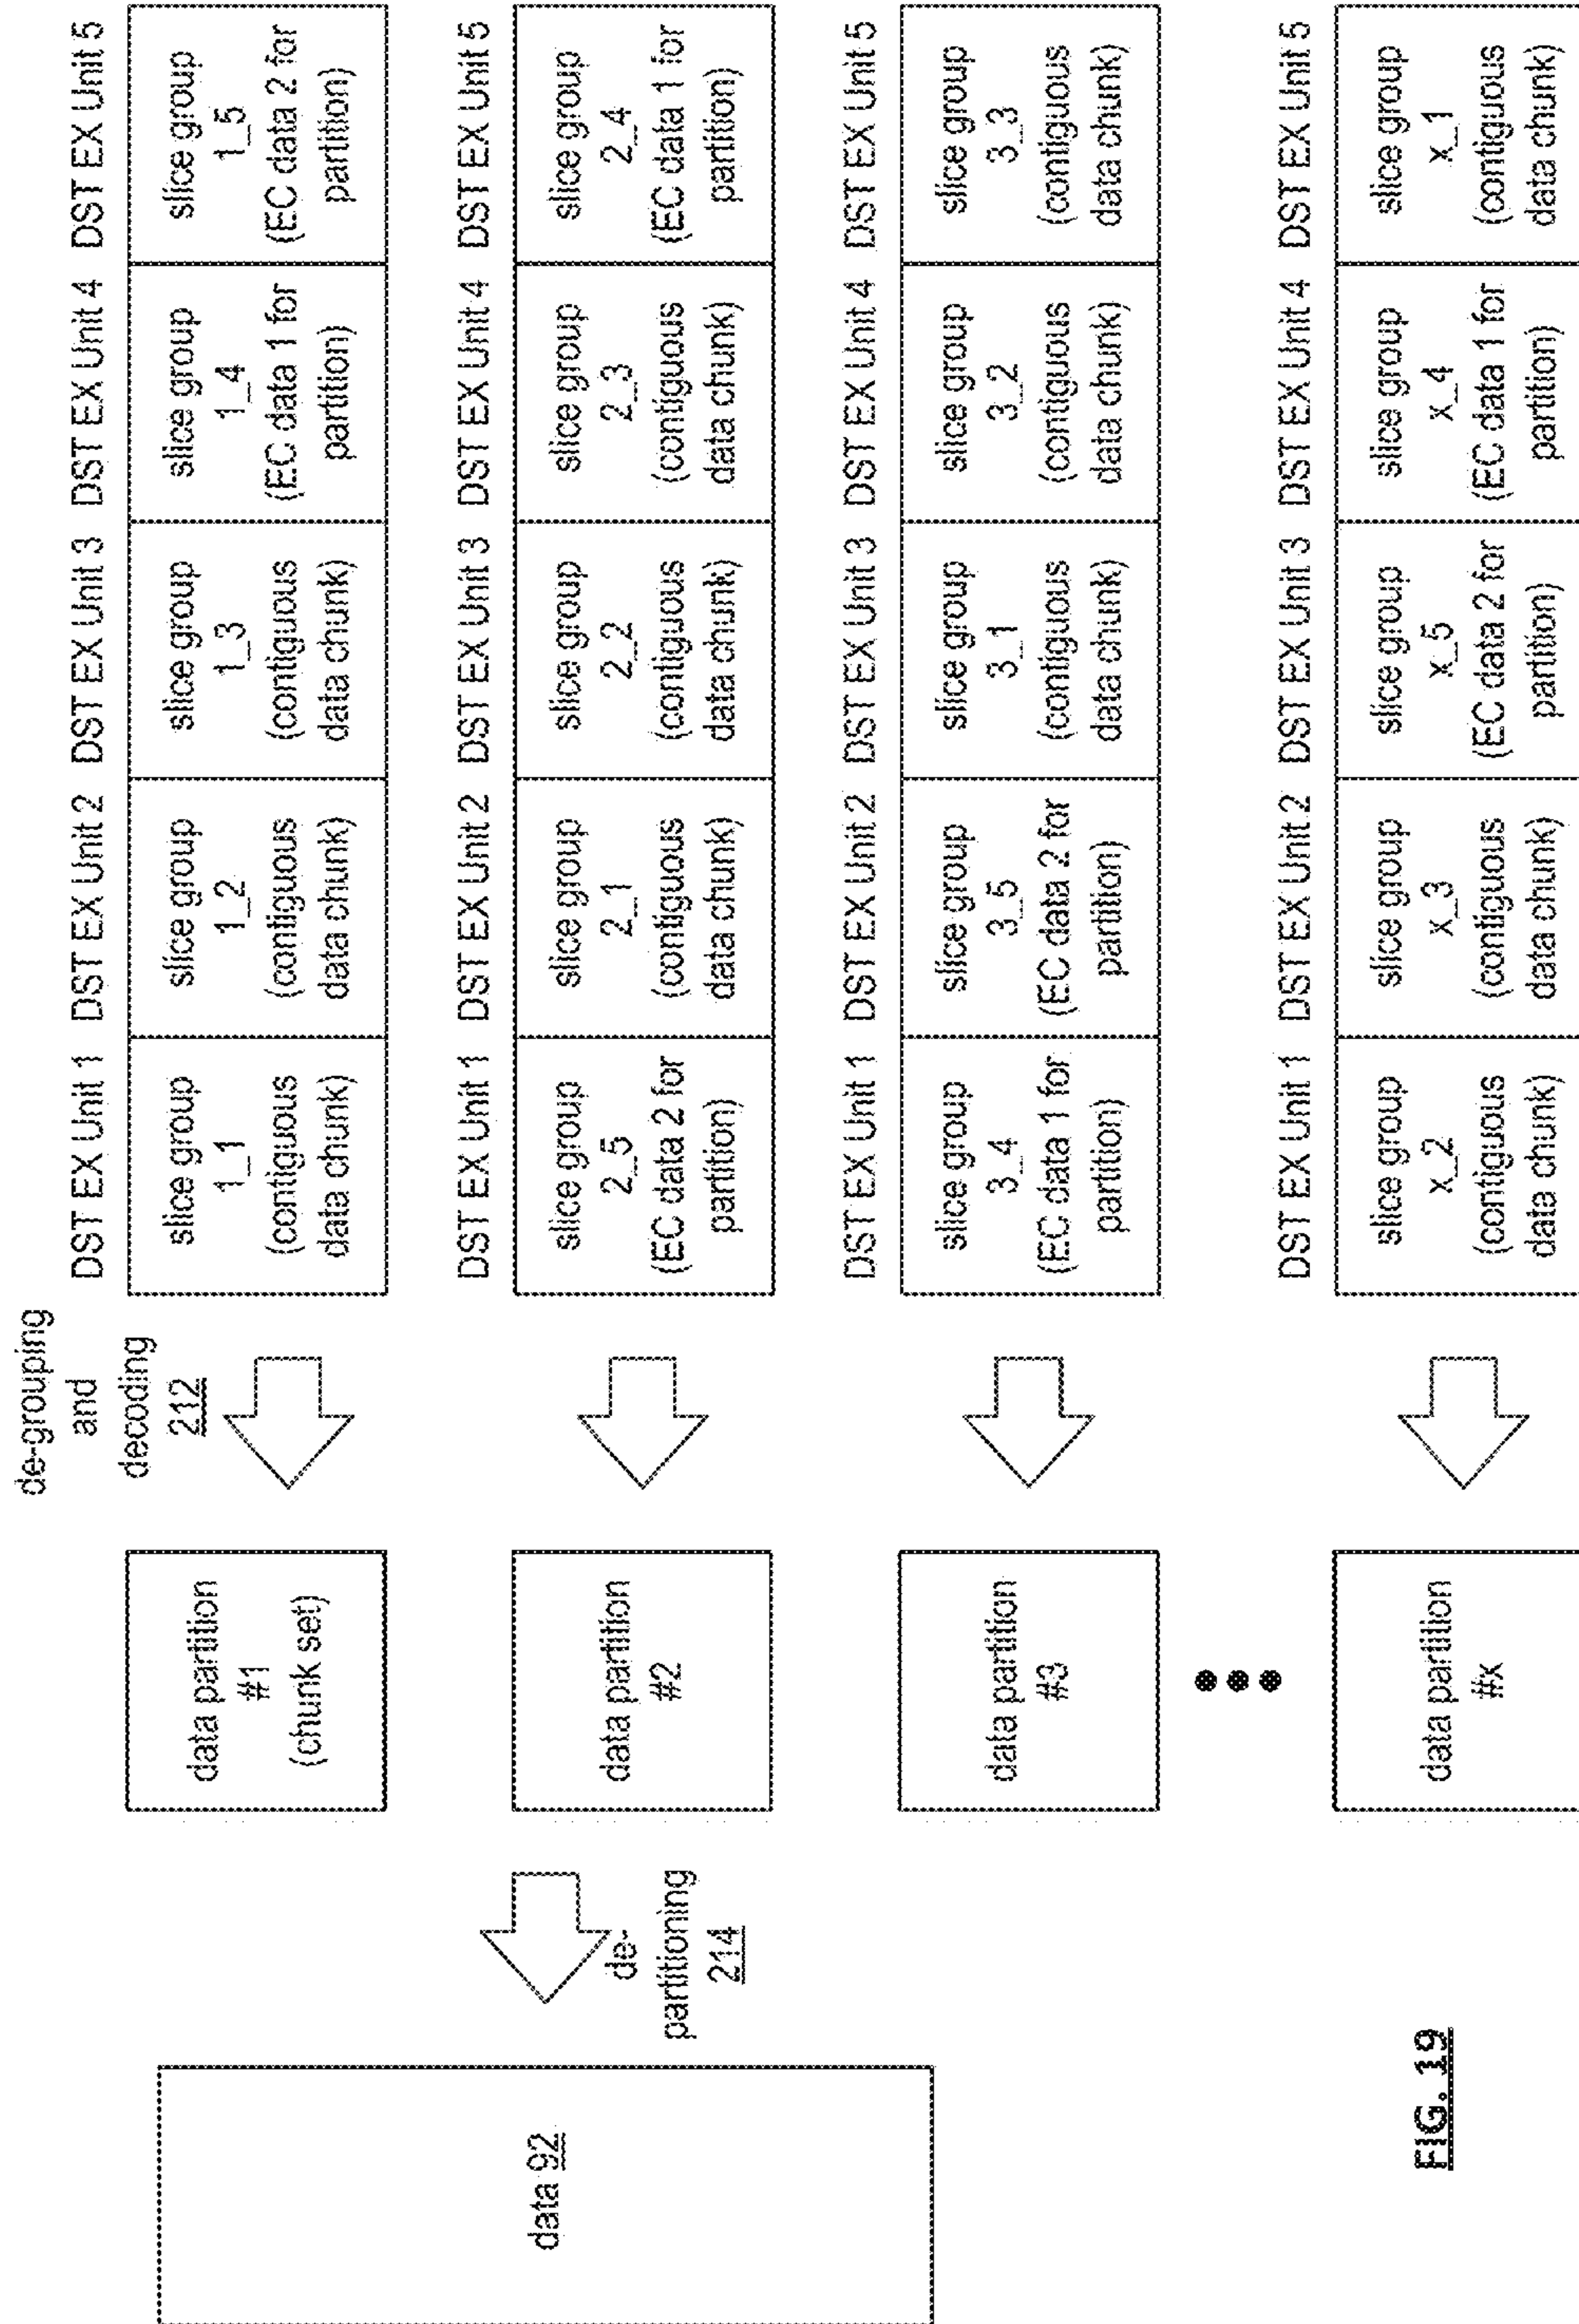 data 92
de-
partitioning
214
data partition
#1
(chunk set)
data partition
#2
data partition
#3
data partition
#x
de-grouping
and
decoding
212
DST EX Unit 1 DST EX Unit 2 DST EX Unit 3 DST EX Unit 4 DST EX Unit 5
slice group
1_1
(contiguous
data chunk)
slice group
1_2
(contiguous
data chunk)
slice group
1_3
(contiguous
data chunk)
slice group
1_4
(EC data 1 for
partition)
slice group
1_5
(EC data 2 for
partition)
DST EX Unit 1 DST EX Unit 2 DST EX Unit 3 DST EX Unit 4 DST EX Unit 5
slice group
2_5
(EC data 2 for
partition)
slice group
2_1
(contiguous
data chunk)
slice group
2_2
(contiguous
data chunk)
slice group
2_3
(contiguous
data chunk)
slice group
2_4
(EC data 1 for
partition)
DST EX Unit 1 DST EX Unit 2 DST EX Unit 3 DST EX Unit 4 DST EX Unit 5
slice group
3_4
(EC data 1 for
partition)
slice group
3_5
(EC data 2 for
partition)
slice group
3_1
(contiguous
data chunk)
slice group
3_2
(contiguous
data chunk)
slice group
3_3
(contiguous
data chunk)
DST EX Unit 1 DST EX Unit 2 DST EX Unit 3 DST EX Unit 4 DST EX Unit 5
slice group
x_2
(contiguous
data chunk)
slice group
x_3
(contiguous
data chunk)
slice group
x_5
(EC data 2 for
partition)
slice group
x_4
(EC data 1 for
partition)
slice group
x_1
(contiguous
data chunk)
FIG. 19